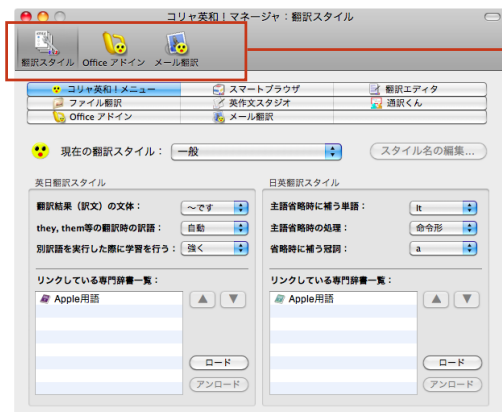 コリャ英和！マネージャ：翻訳スタイル
翻訳スタイル Office アドイン メール翻訳
コリャ英和！メニュー スマートブラウザ 翻訳エディタ
ファイル翻訳 英作文スタジオ 通訳くん
Office アドイン メール翻訳
現在の翻訳スタイル： 一般 スタイル名の編集...
英日翻訳スタイル
翻訳結果（訳文）の文体： 〜です
they, them等の翻訳時の訳語： 自動
別訳語を実行した際に学習を行う： 強く
リンクしている専門辞書一覧：
Apple用語
ロード
アンロード
日英翻訳スタイル
主語省略時に補う単語： It
主語省略時の処理： 命令形
省略時に補う冠詞： a
リンクしている専門辞書一覧：
Apple用語
ロード
アンロード